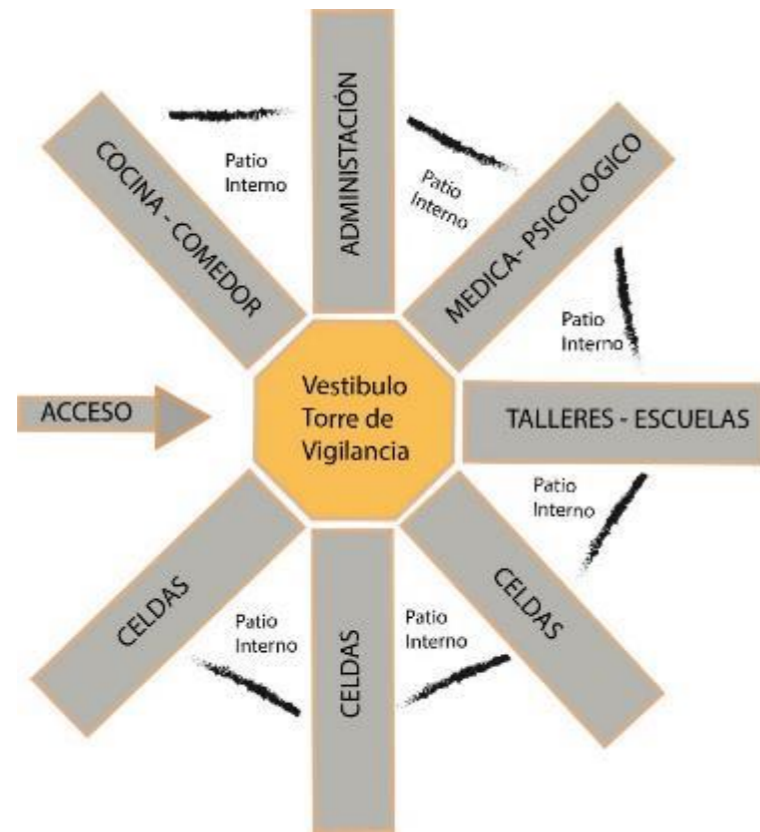 ADMINISTACIÓN
COCINA - COMEDOR
Patio
Interno
Patio
Interno
MEDICA- PSICOLOGICO
Patio
Interno
ACCESO
Vestibulo
Torre de
Vigilancia
TALLERES - ESCUELAS
Patio
Interno
CELDAS
Patio
Interno
CELDAS
Patio
Interno
CELDAS